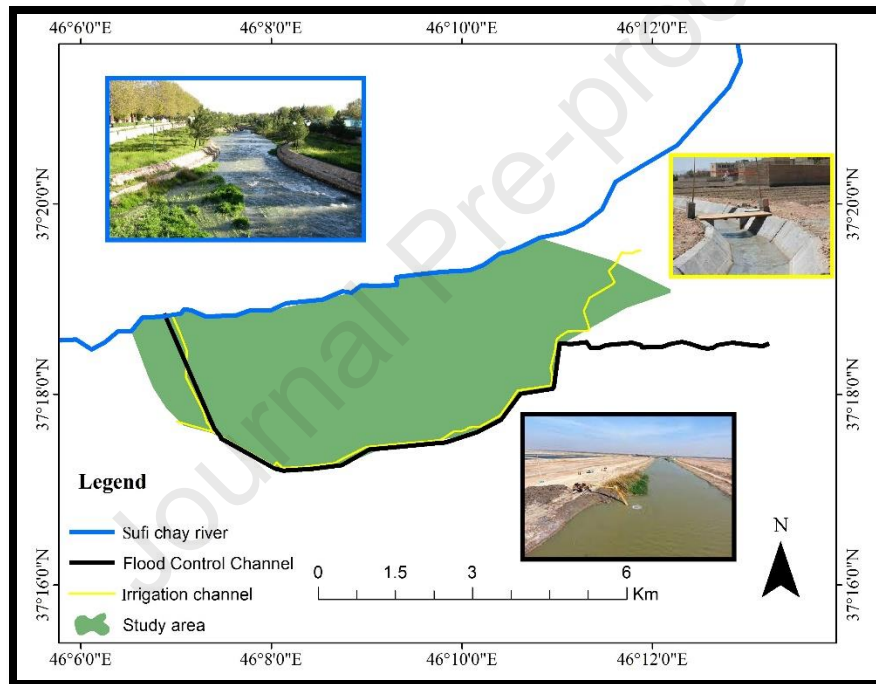 46°6'0"E 46°8'0"E 46°10'0"E 46°12'0"E
37°20'0"N 37°20'0"N
37°18'0"N 37°18'0"N
37°16'0"N 37°16'0"N
Legend
Sufi chay river
Flood Control Channel
Irrigation channel
Study area
0 1.5 3 6
Km
N
46°6'0"E 46°8'0"E 46°10'0"E 46°12'0"E
Journal Pre-proo